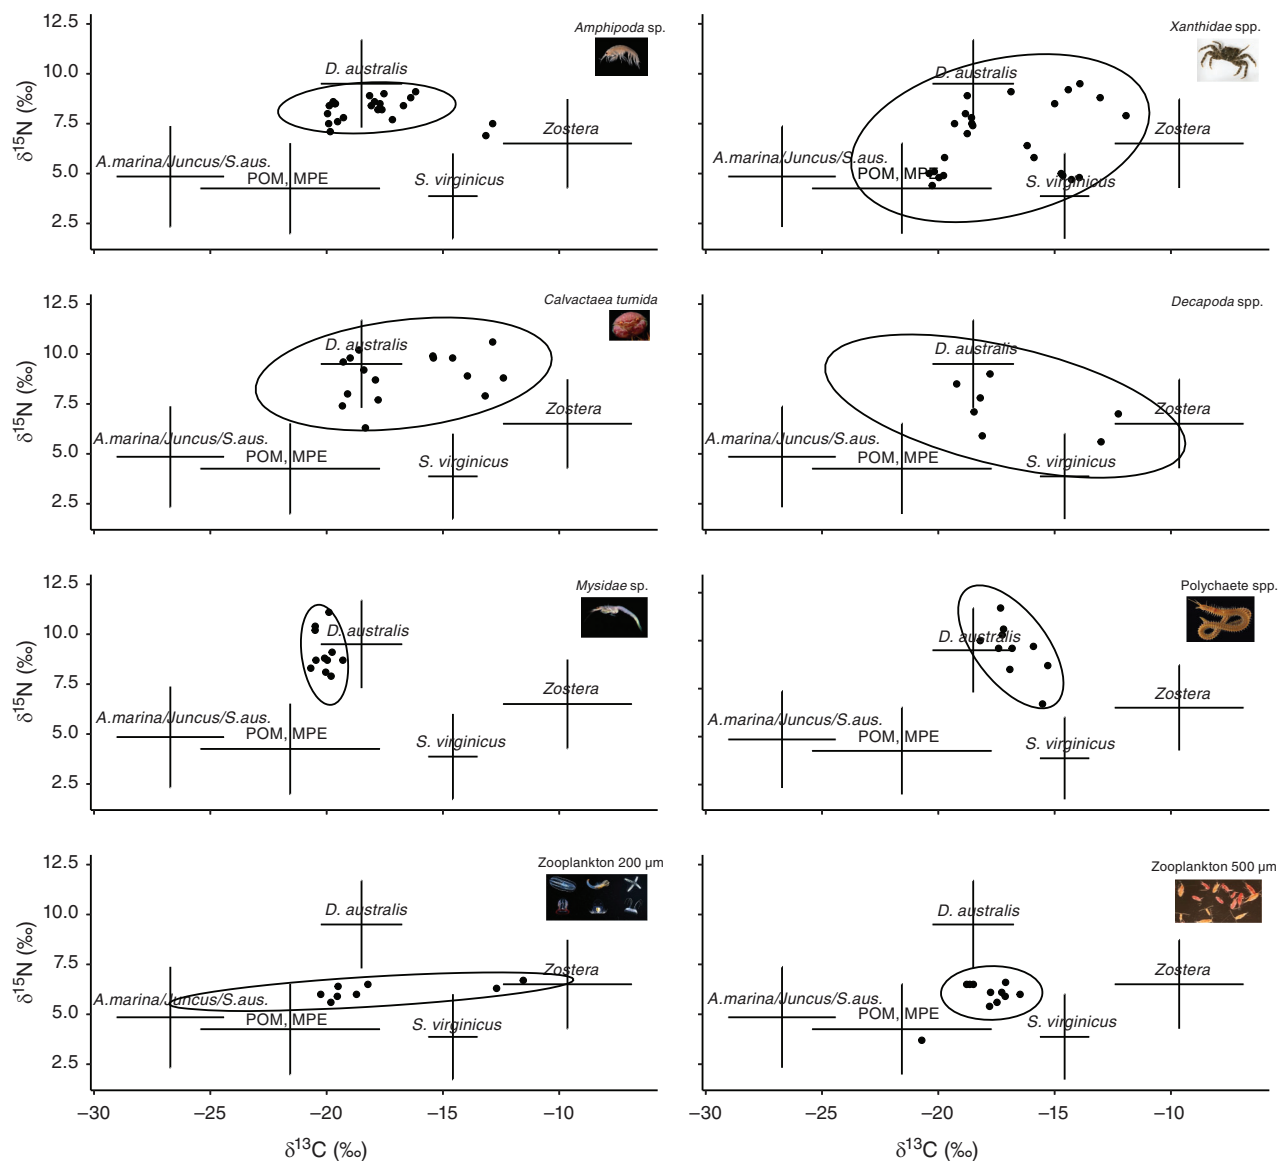 12.5
10.0
7.5
5.0
2.5
δ15N (‰)
Amphipoda sp.
D. australis
Zostera
A.marina/Juncus/S.aus.
POM, MPE
S. virginicus
Xanthidae spp.
D. australis
Zostera
A.marina/Juncus/S.aus.
POM, MPE
S. virginicus
12.5
10.0
7.5
5.0
2.5
δ15N (‰)
Calvactaea tumida
D. australis
Zostera
A.marina/Juncus/S.aus.
POM, MPE
S. virginicus
Decapoda spp.
D. australis
Zostera
A.marina/Juncus/S.aus.
POM, MPE
S. virginicus
12.5
10.0
7.5
5.0
2.5
δ15N (‰)
Mysidae sp.
D. australis
Zostera
A.marina/Juncus/S.aus.
POM, MPE
S. virginicus
Polychaete spp.
D. australis
Zostera
A.marina/Juncus/S.aus.
POM, MPE
S. virginicus
12.5
10.0
7.5
5.0
2.5
δ15N (‰)
Zooplankton 200 µm
D. australis
Zostera
A.marina/Juncus/S.aus.
POM, MPE
S. virginicus
Zooplankton 500 µm
D. australis
Zostera
A.marina/Juncus/S.aus.
POM, MPE
S. virginicus
–30 –25 –20 –15 –10
–30 –25 –20 –15 –10
δ13C (‰)
δ13C (‰)